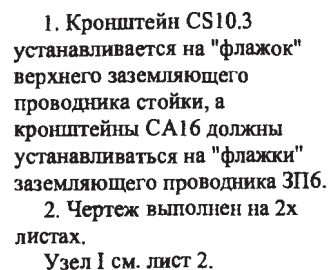 1. Кронштейн CS10.3
устанавливается на "флажок"
верхнего заземляющего
проводника стойки, а
кронштейны СА16 должны
устанавливаться на "флажки"
заземляющего проводника ЗП6.
2. Чертеж выполнен на 2х
листах.
Узел I см. лист 2.